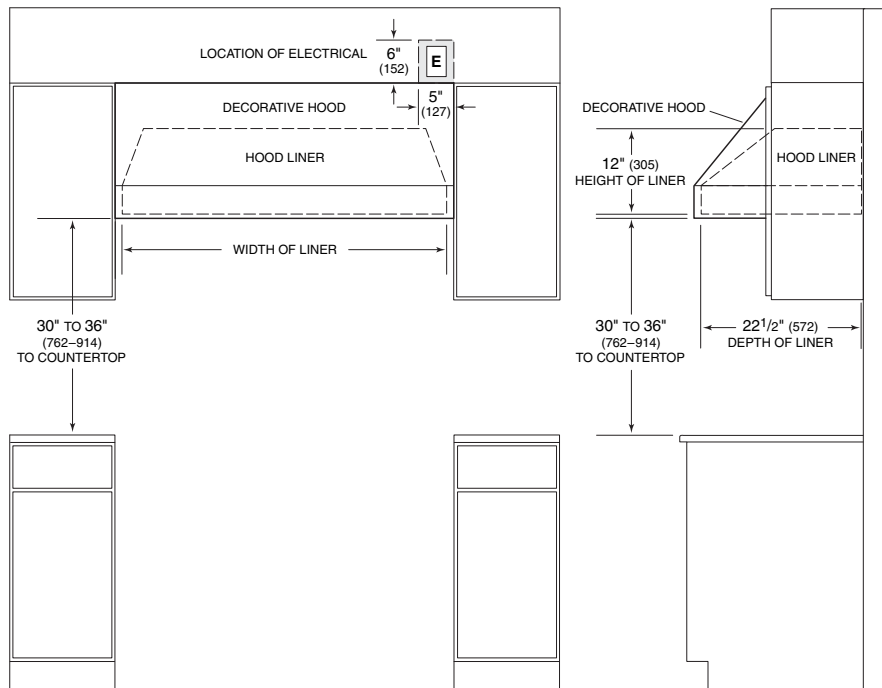 LOCATION OF ELECTRICAL
6"
(152)
E
DECORATIVE HOOD
5"
(127)
HOOD LINER
WIDTH OF LINER
30" TO 36"
(762–914)
TO COUNTERTOP
DECORATIVE HOOD
HOOD LINER
12" (305)
HEIGHT OF LINER
30" TO 36"
(762–914)
TO COUNTERTOP
22 1/2" (572)
DEPTH OF LINER